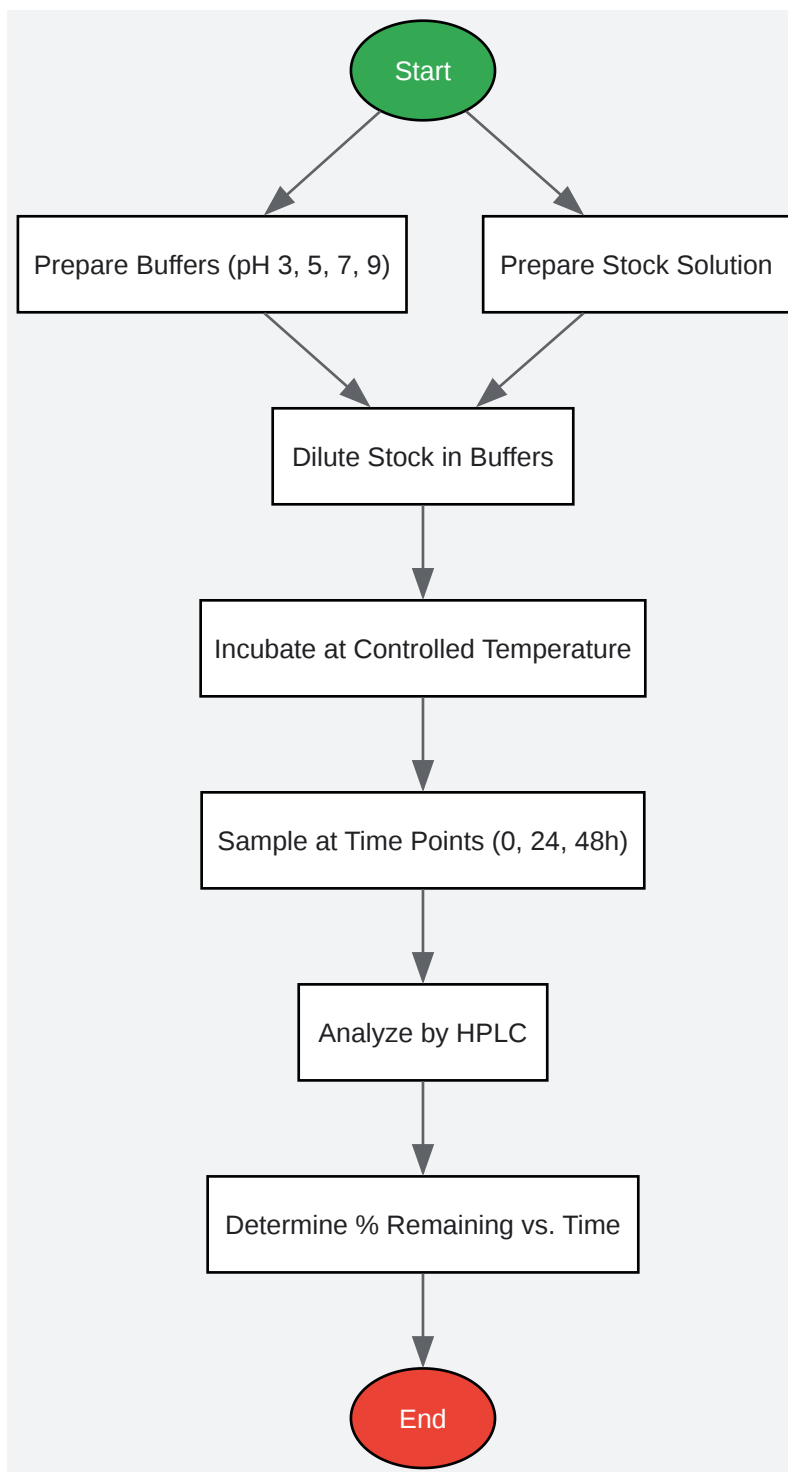 Start
Prepare Buffers (pH 3, 5, 7, 9)
Prepare Stock Solution
Dilute Stock in Buffers
Incubate at Controlled Temperature
Sample at Time Points (0, 24, 48h)
Analyze by HPLC
Determine % Remaining vs. Time
End